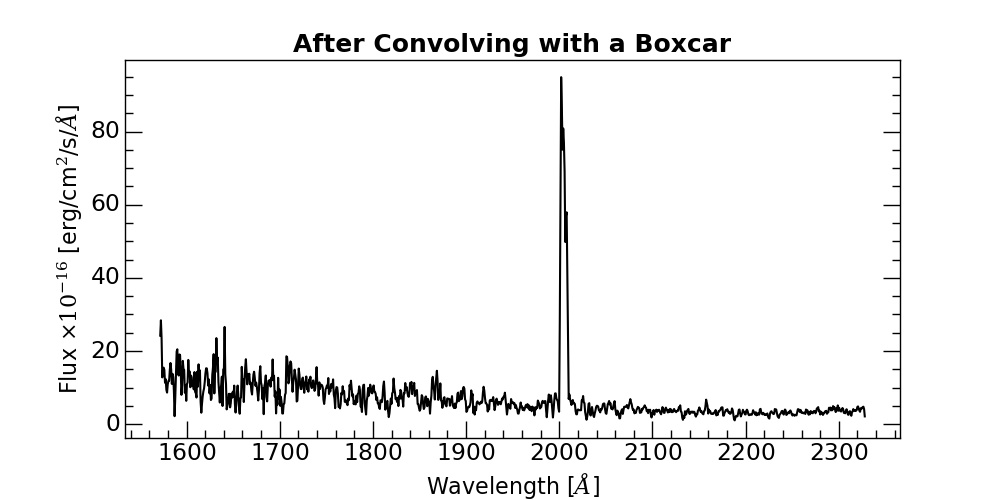 After Convolving with a Boxcar
Flux ×10⁻¹⁶ [erg/cm²/s/Å]
80
60
40
20
0
1600 1700 1800 1900 2000 2100 2200 2300
Wavelength [Å]